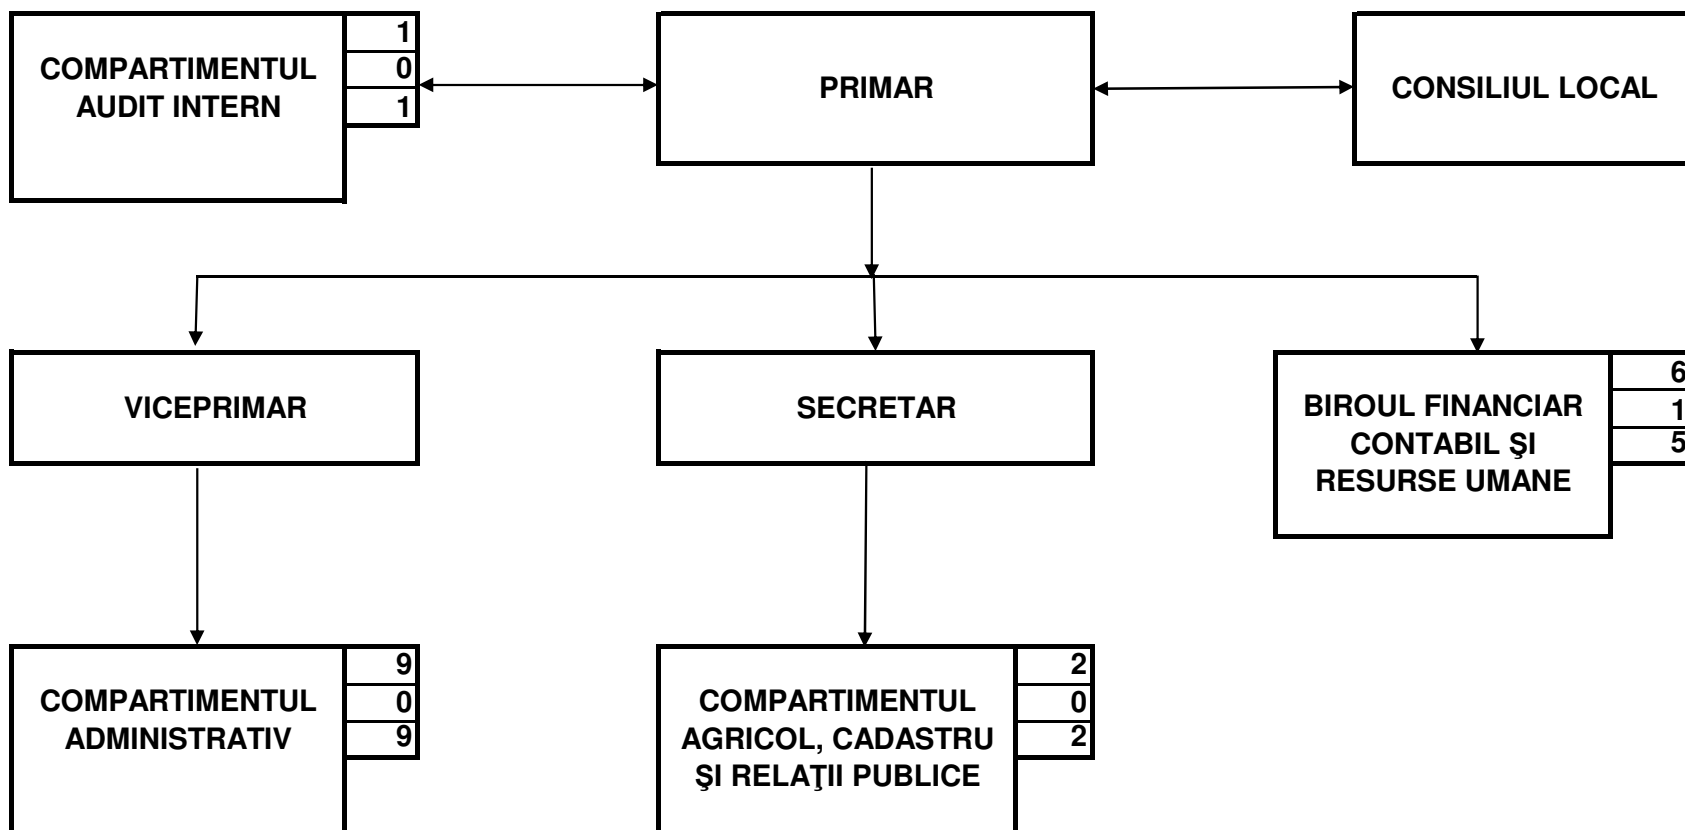 COMPARTIMENTUL
AUDIT INTERN
1
0
1
PRIMAR
CONSILIUL LOCAL
VICEPRIMAR
SECRETAR
BIROUL FINANCIAR
CONTABIL ŞI
RESURSE UMANE
6
1
5
COMPARTIMENTUL
ADMINISTRATIV
9
0
9
COMPARTIMENTUL
AGRICOL, CADASTRU
ŞI RELAŢII PUBLICE
2
0
2